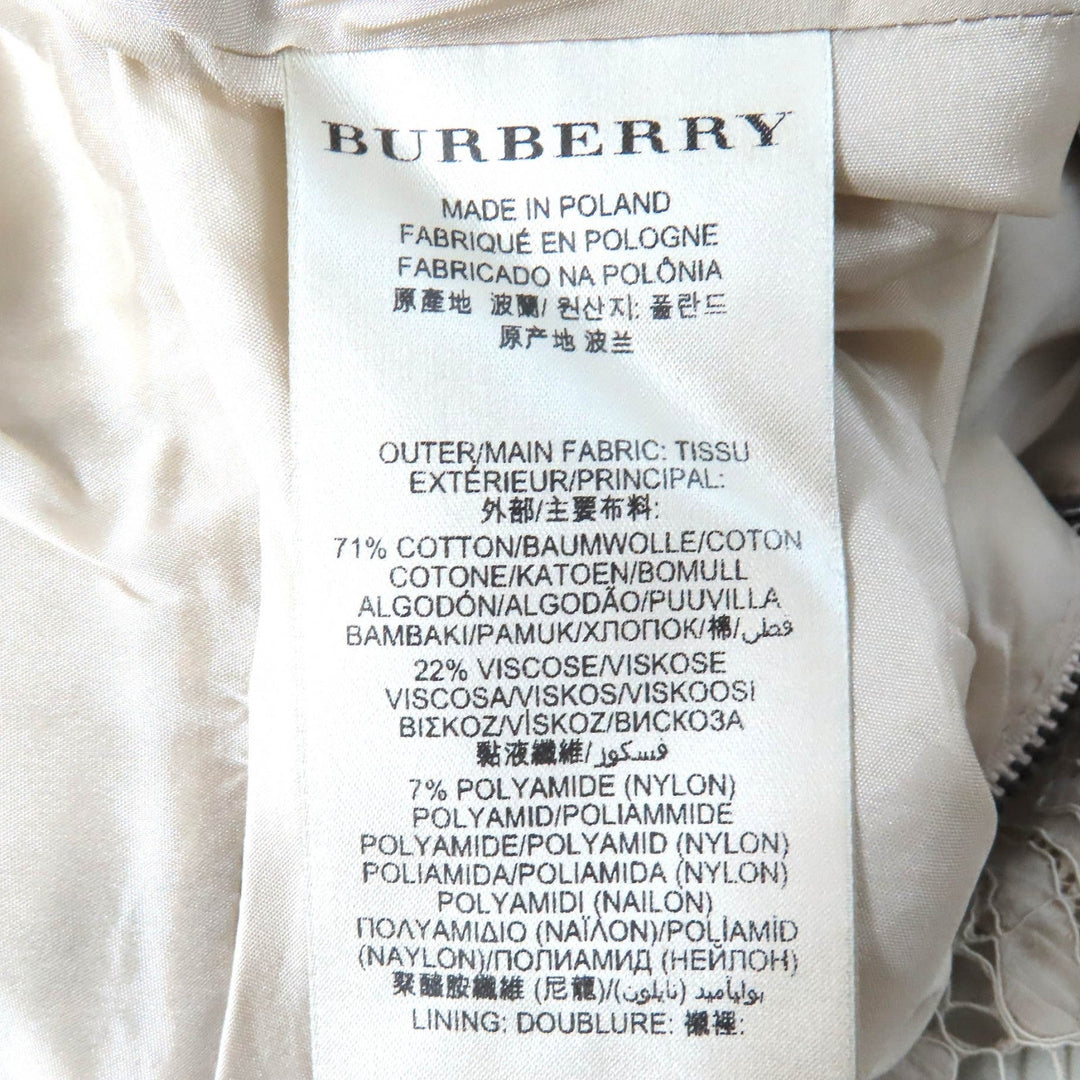 BURBERRY
MADE IN POLAND
FABRIQUÉ EN POLOGNE
FABRICADO NA POLÔNIA
原產地 波蘭/ 원산지: 폴란드
原产地 波兰
OUTER/MAIN FABRIC: TISSU
EXTÉRIEUR/PRINCIPAL:
外部/主要布料:
71% COTTON/BAUMWOLLE/COTON
COTONE/KATOEN/BOMULL
ALGODÓN/ALGODÃO/PUUVILLA
BAMBAKI/PAMUK/ХЛОПОК/棉/قطن
22% VISCOSE/VISKOSE
VISCOSA/VISKOS/VISKOOSI
ΒΙΣΚΟΖ/VİSKOZ/ВИСКОЗА
黏液纖維/فسكوز
7% POLYAMIDE (NYLON)
POLYAMID/POLIAMMIDE
POLYAMIDE/POLYAMID (NYLON)
POLIAMIDA/POLIAMIDA (NYLON)
POLYAMIDI (NAILON)
ΠΟΛΥΑΜΙΔΙΟ (ΝΑΪΛΟΝ)/POLİAMİD
(NAYLON)/ПОЛИАМИД (НЕЙЛОН)
聚醯胺纖維 (尼龍)/بولياميد (نايلون)
LINING: DOUBLURE: 襯裡: